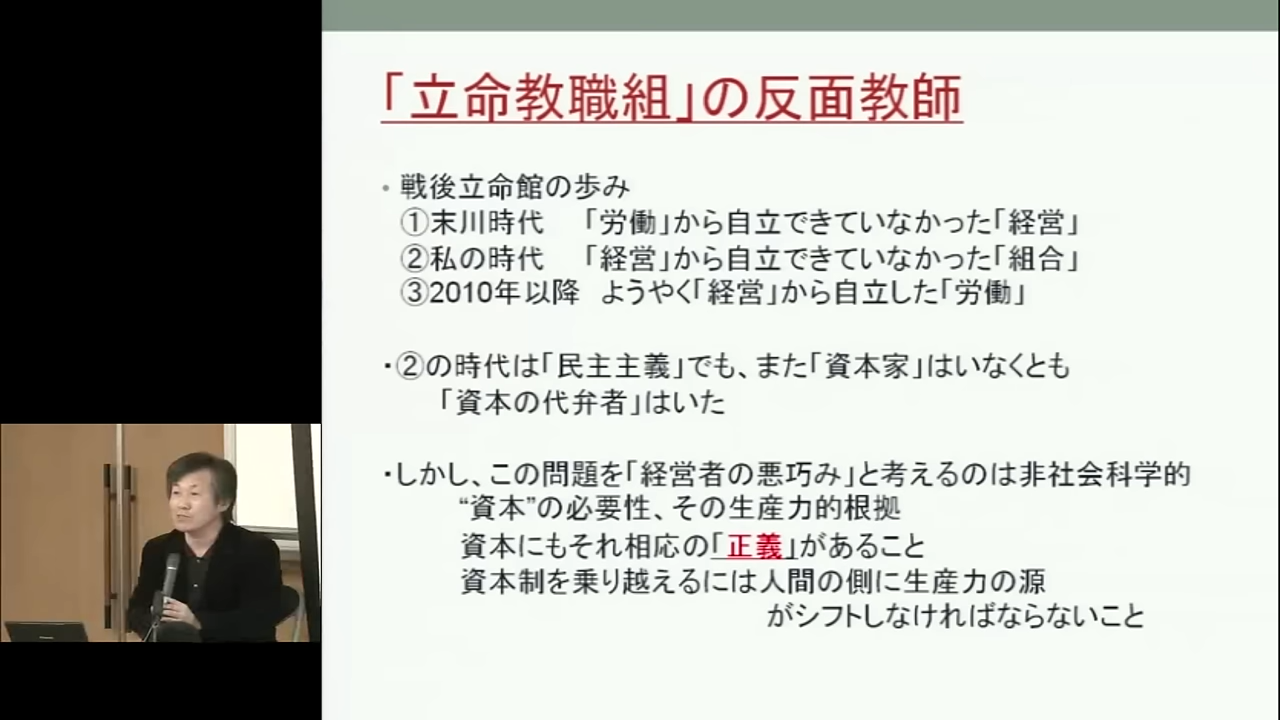 「立命教職組」の反面教師
• 戦後立命館の歩み
①末川時代　「労働」から自立できていなかった「経営」
②私の時代　「経営」から自立できていなかった「組合」
③2010年以降　ようやく「経営」から自立した「労働」
・②の時代は「民主主義」でも、また「資本家」はいなくとも
「資本の代弁者」はいた
・しかし、この問題を「経営者の悪巧み」と考えるのは非社会科学的
“資本”の必要性、その生産力的根拠
資本にもそれ相応の「正義」があること
資本制を乗り越えるには人間の側に生産力の源
がシフトしなければならないこと